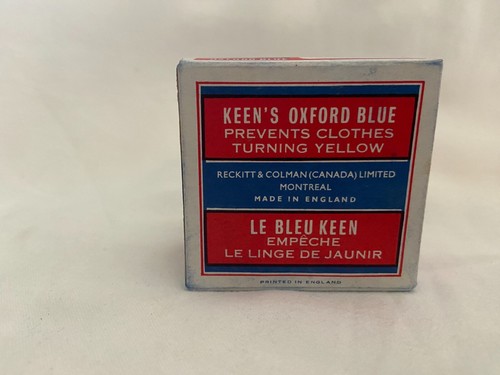 KEEN'S OXFORD BLUE
PREVENTS CLOTHES
TURNING YELLOW
RECKITT & COLMAN (CANADA) LIMITED
MONTREAL
MADE IN ENGLAND
LE BLEU KEEN
EMPÊCHE
LE LINGE DE JAUNIR
PRINTED IN ENGLAND